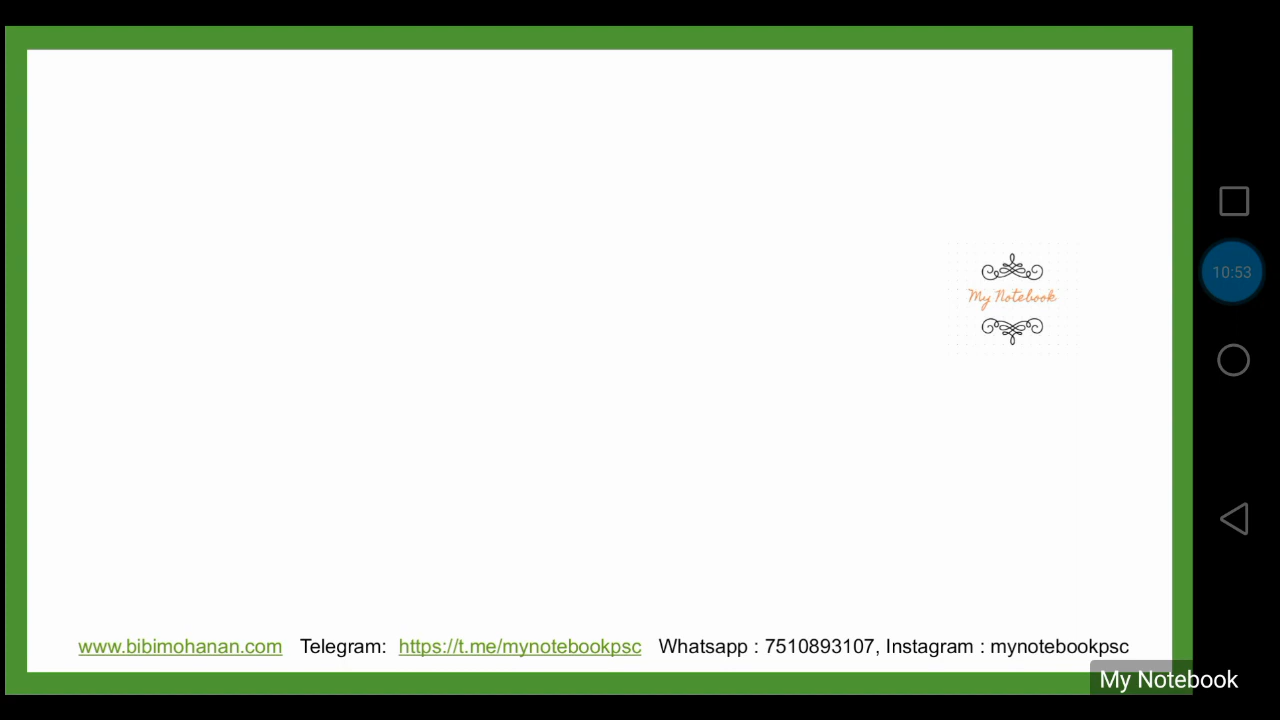 10:53
My Notebook
www.bibimohanan.com Telegram: https://t.me/mynotebookpsc Whatsapp : 7510893107, Instagram : mynotebookpsc
My Notebook